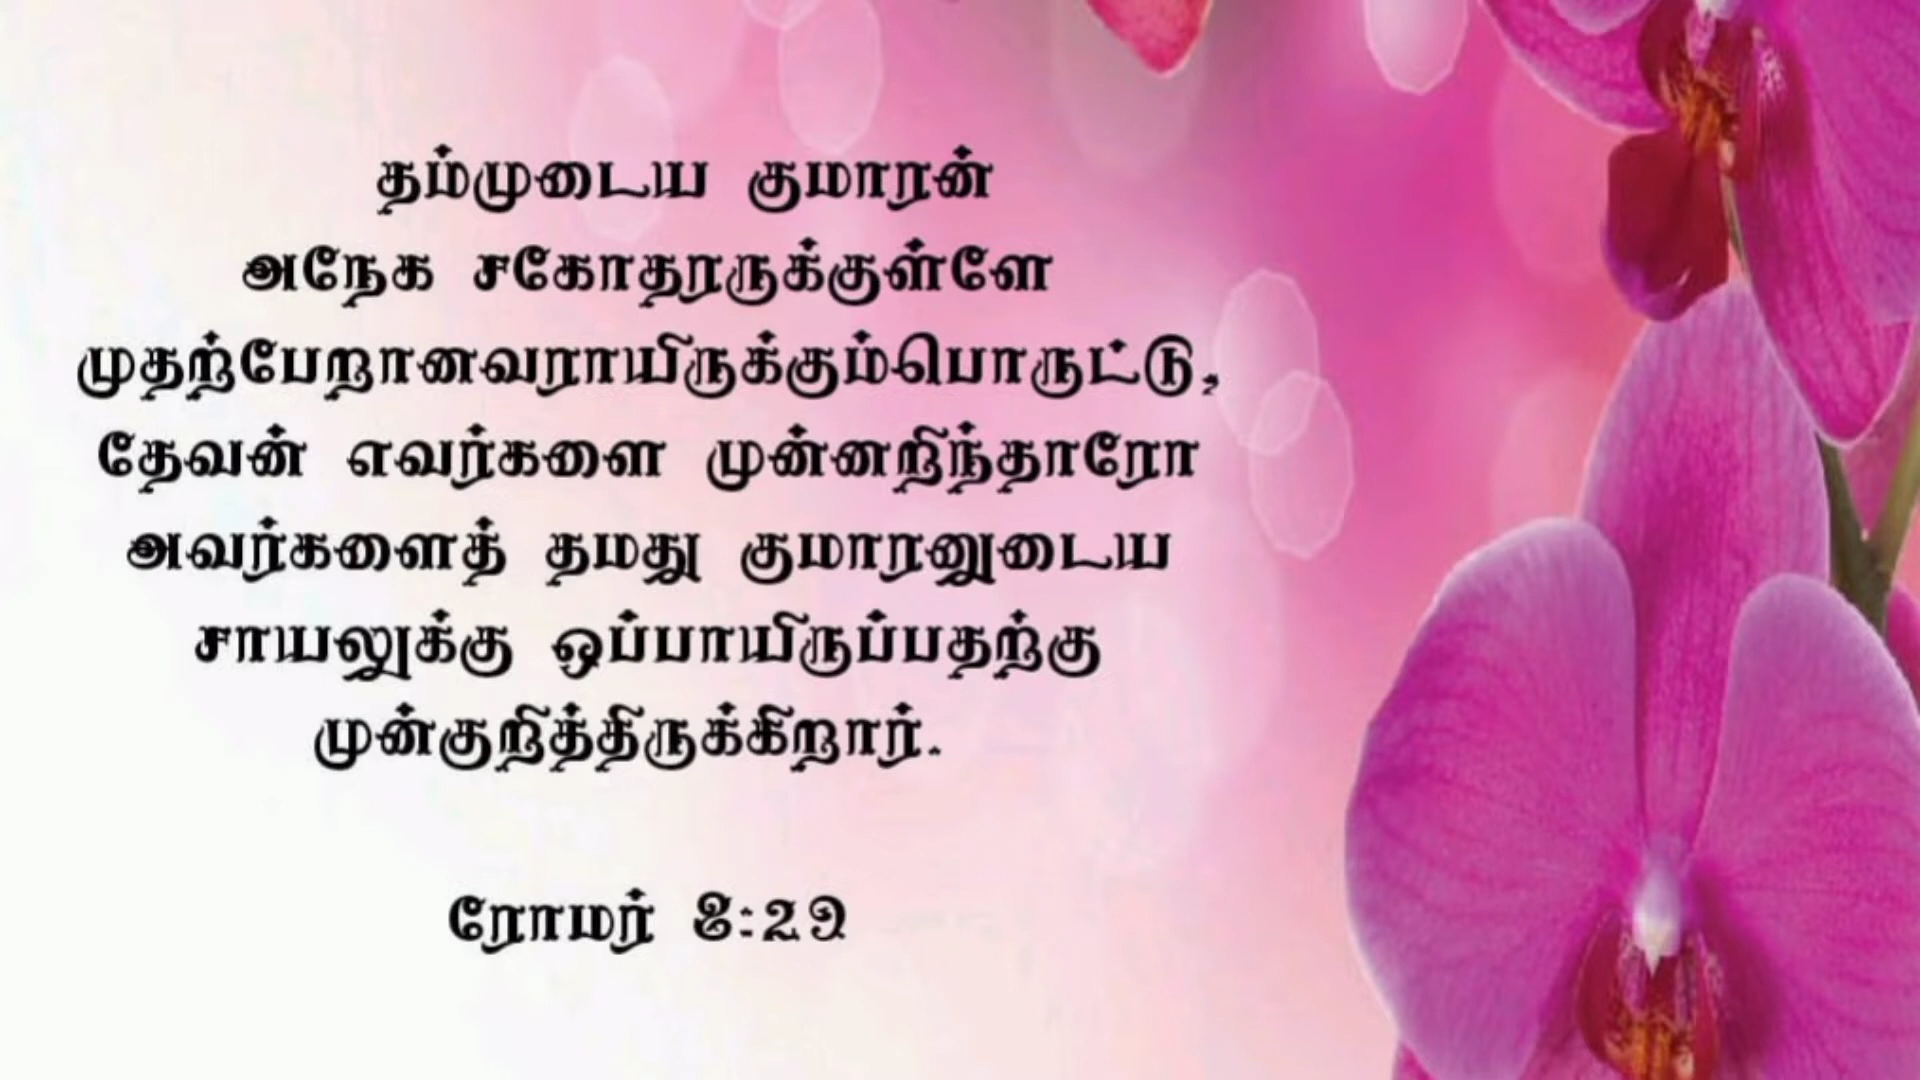 தம்முடைய குமாரன்
அநேக சகோதரருக்குள்ளே
முதற்பேறானவராயிருக்கும்பொருட்டு,
தேவன் எவர்களை முன்னறிந்தாரோ
அவர்களைத் தமது குமாரனுடைய
சாயலுக்கு ஒப்பாயிருப்பதற்கு
முன்குறித்திருக்கிறார்.
ரோமர் 8:29